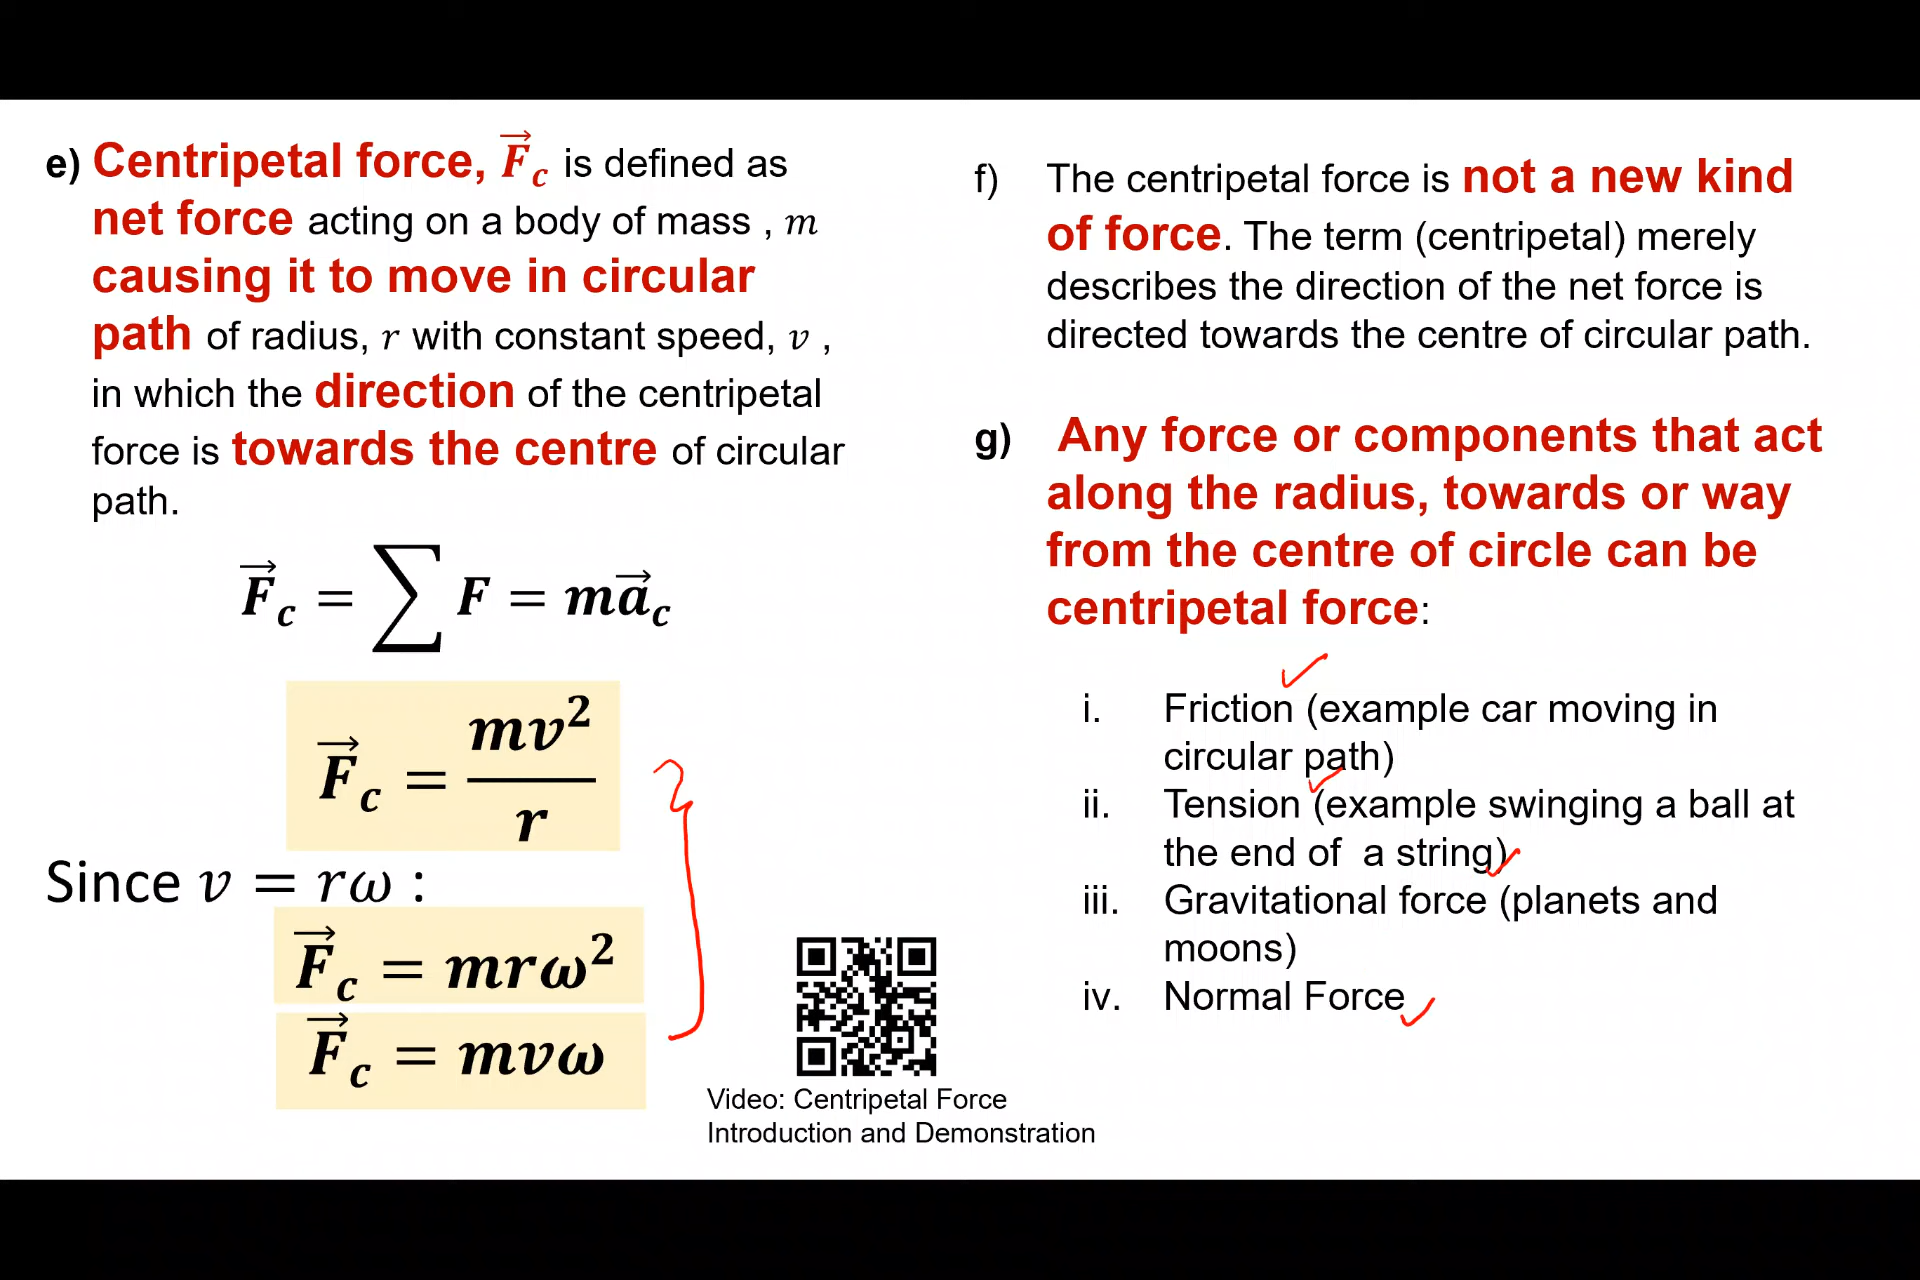 e) Centripetal force, F⃗c is defined as
net force acting on a body of mass , m
causing it to move in circular
path of radius, r with constant speed, v ,
in which the direction of the centripetal
force is towards the centre of circular
path.
F⃗c = ∑ F = ma⃗c
F⃗c = mv²/r
Since v = rω :
F⃗c = mrω²
F⃗c = mvω
Video: Centripetal Force
Introduction and Demonstration
f) The centripetal force is not a new kind
of force. The term (centripetal) merely
describes the direction of the net force is
directed towards the centre of circular path.
g) Any force or components that act
along the radius, towards or way
from the centre of circle can be
centripetal force:
i. Friction (example car moving in
circular path)
ii. Tension (example swinging a ball at
the end of a string)
iii. Gravitational force (planets and
moons)
iv. Normal Force